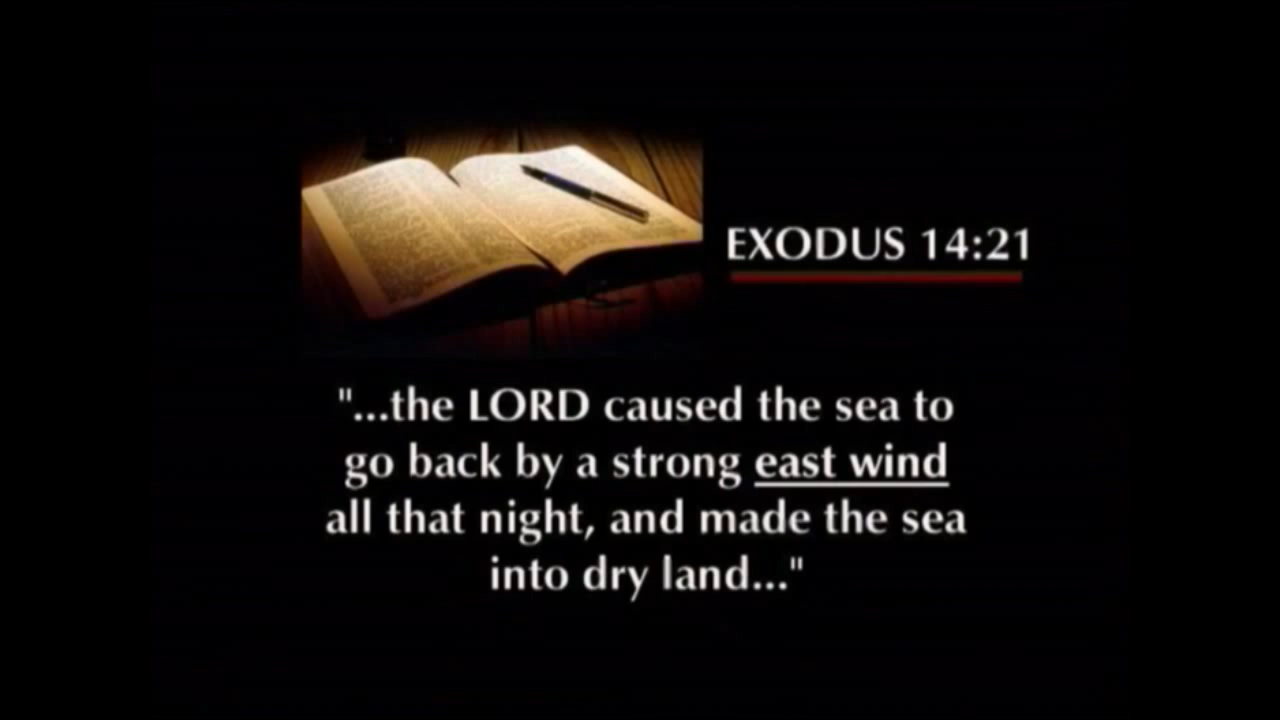 EXODUS 14:21
"...the LORD caused the sea to
go back by a strong east wind
all that night, and made the sea
into dry land..."